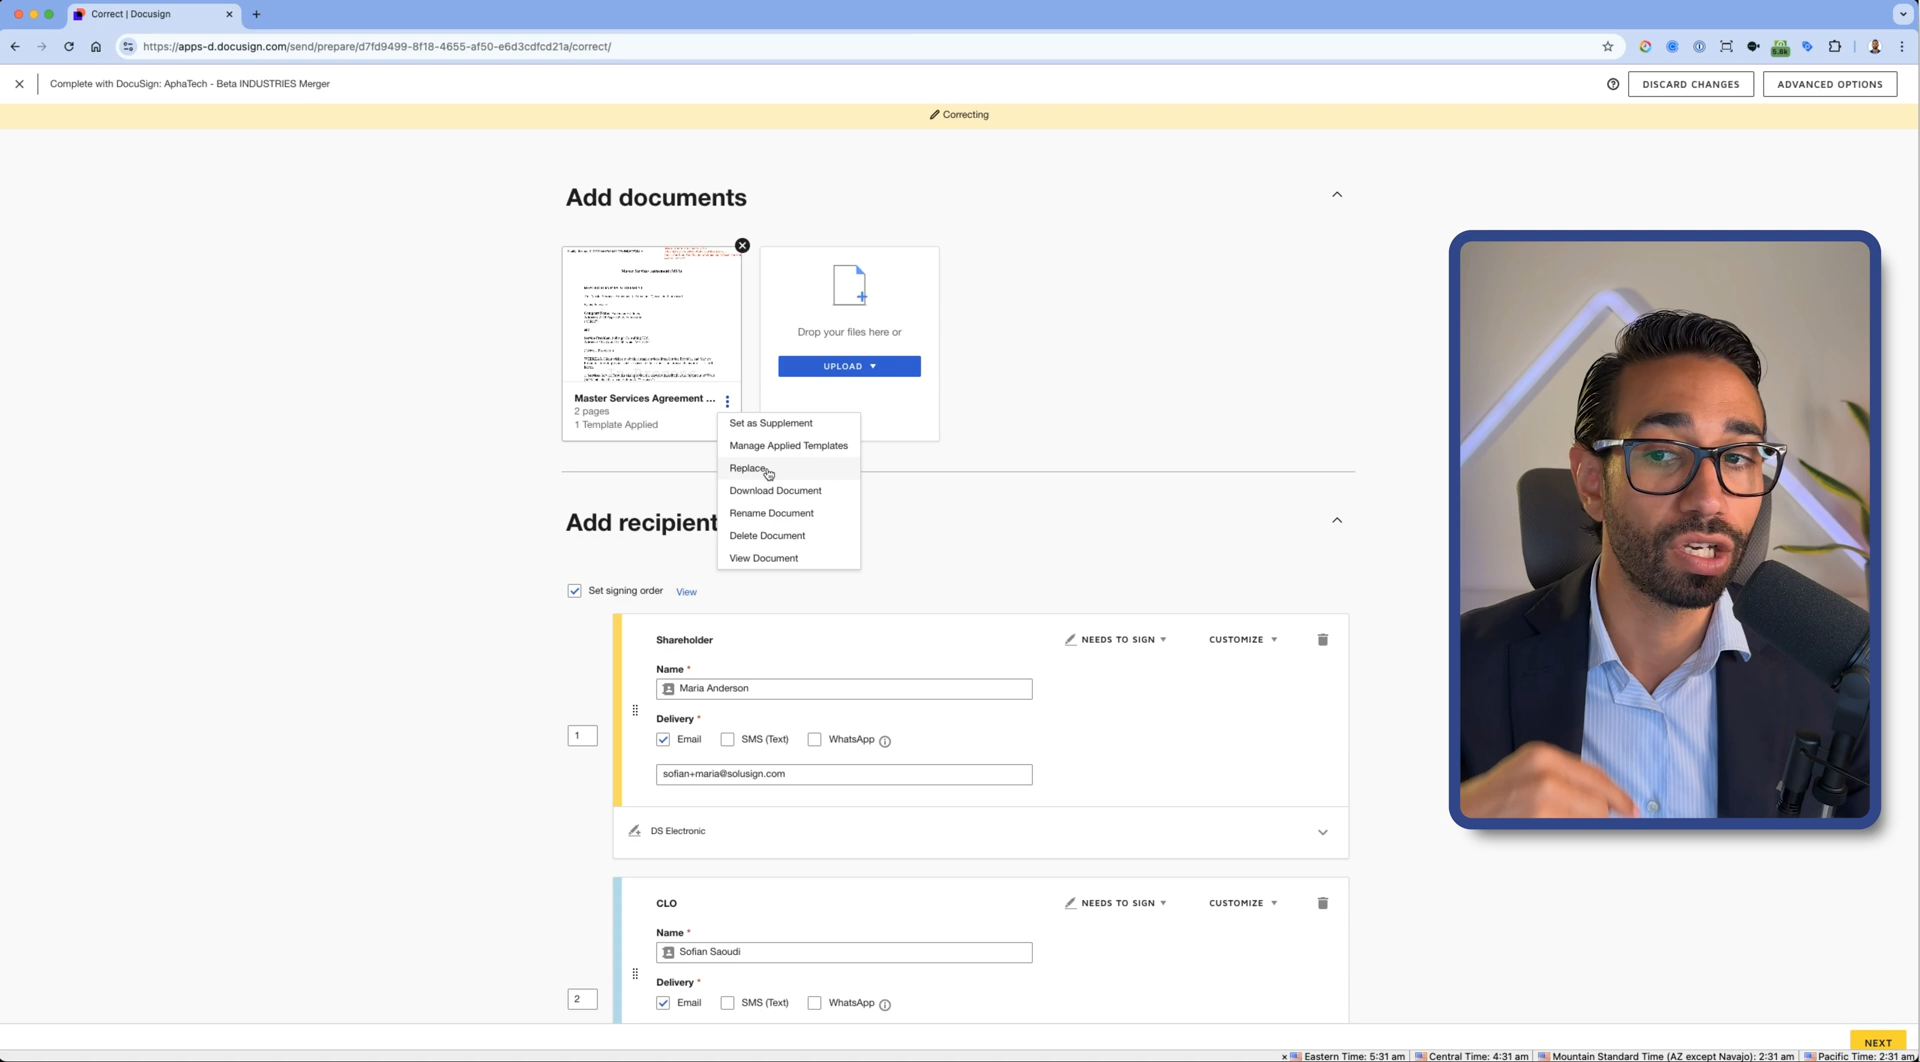 Correct | Docusign
https://apps-d.docusign.com/send/prepare/d7fd9499-8f18-4655-af50-e6d3cdfcd21a/correct/
5.8k
Complete with DocuSign: AphaTech - Beta INDUSTRIES Merger
DISCARD CHANGES
ADVANCED OPTIONS
Correcting
Add documents
Master Services Agreement (MSA)
Drop your files here or
UPLOAD
Master Services Agreement ...
2 pages
1 Template Applied
Set as Supplement
Manage Applied Templates
Replace
Download Document
Rename Document
Delete Document
View Document
Add recipient
Set signing order View
Shareholder
NEEDS TO SIGN
CUSTOMIZE
Name *
Maria Anderson
Delivery *
1
Email
SMS (Text)
WhatsApp
sofian+maria@solusign.com
DS Electronic
CLO
NEEDS TO SIGN
CUSTOMIZE
Name *
Sofian Saoudi
Delivery *
2
Email
SMS (Text)
WhatsApp
NEXT
× Eastern Time: 5:31 am Central Time: 4:31 am Mountain Standard Time (AZ except Navajo): 2:31 am Pacific Time: 2:31 am